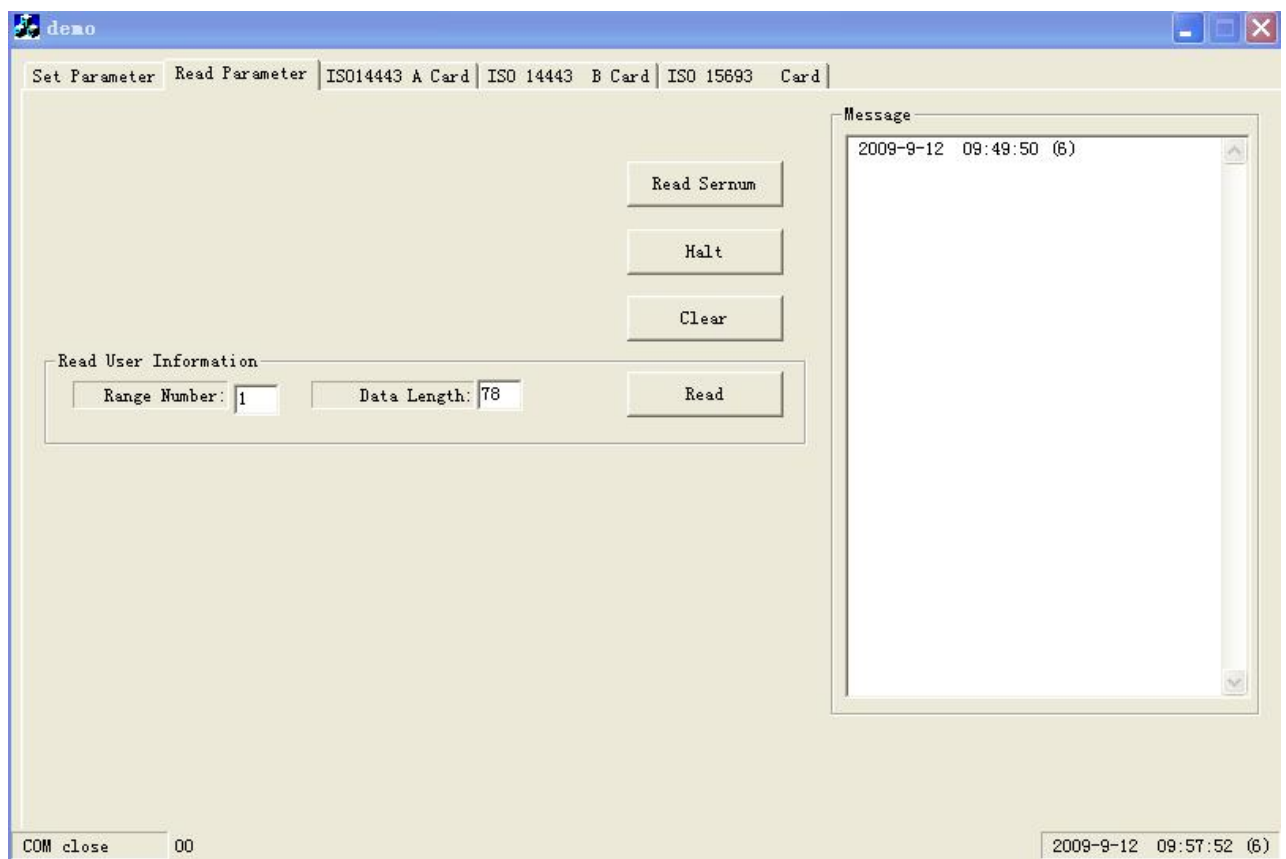 demo
Set Parameter Read Parameter ISO14443 A Card ISO 14443 B Card ISO 15693 Card
Message
2009-9-12 09:49:50 (6)
Read Sernum
Halt
Clear
Read User Information
Range Number: 1 Data Length: 78 Read
COM close 00 2009-9-12 09:57:52 (6)